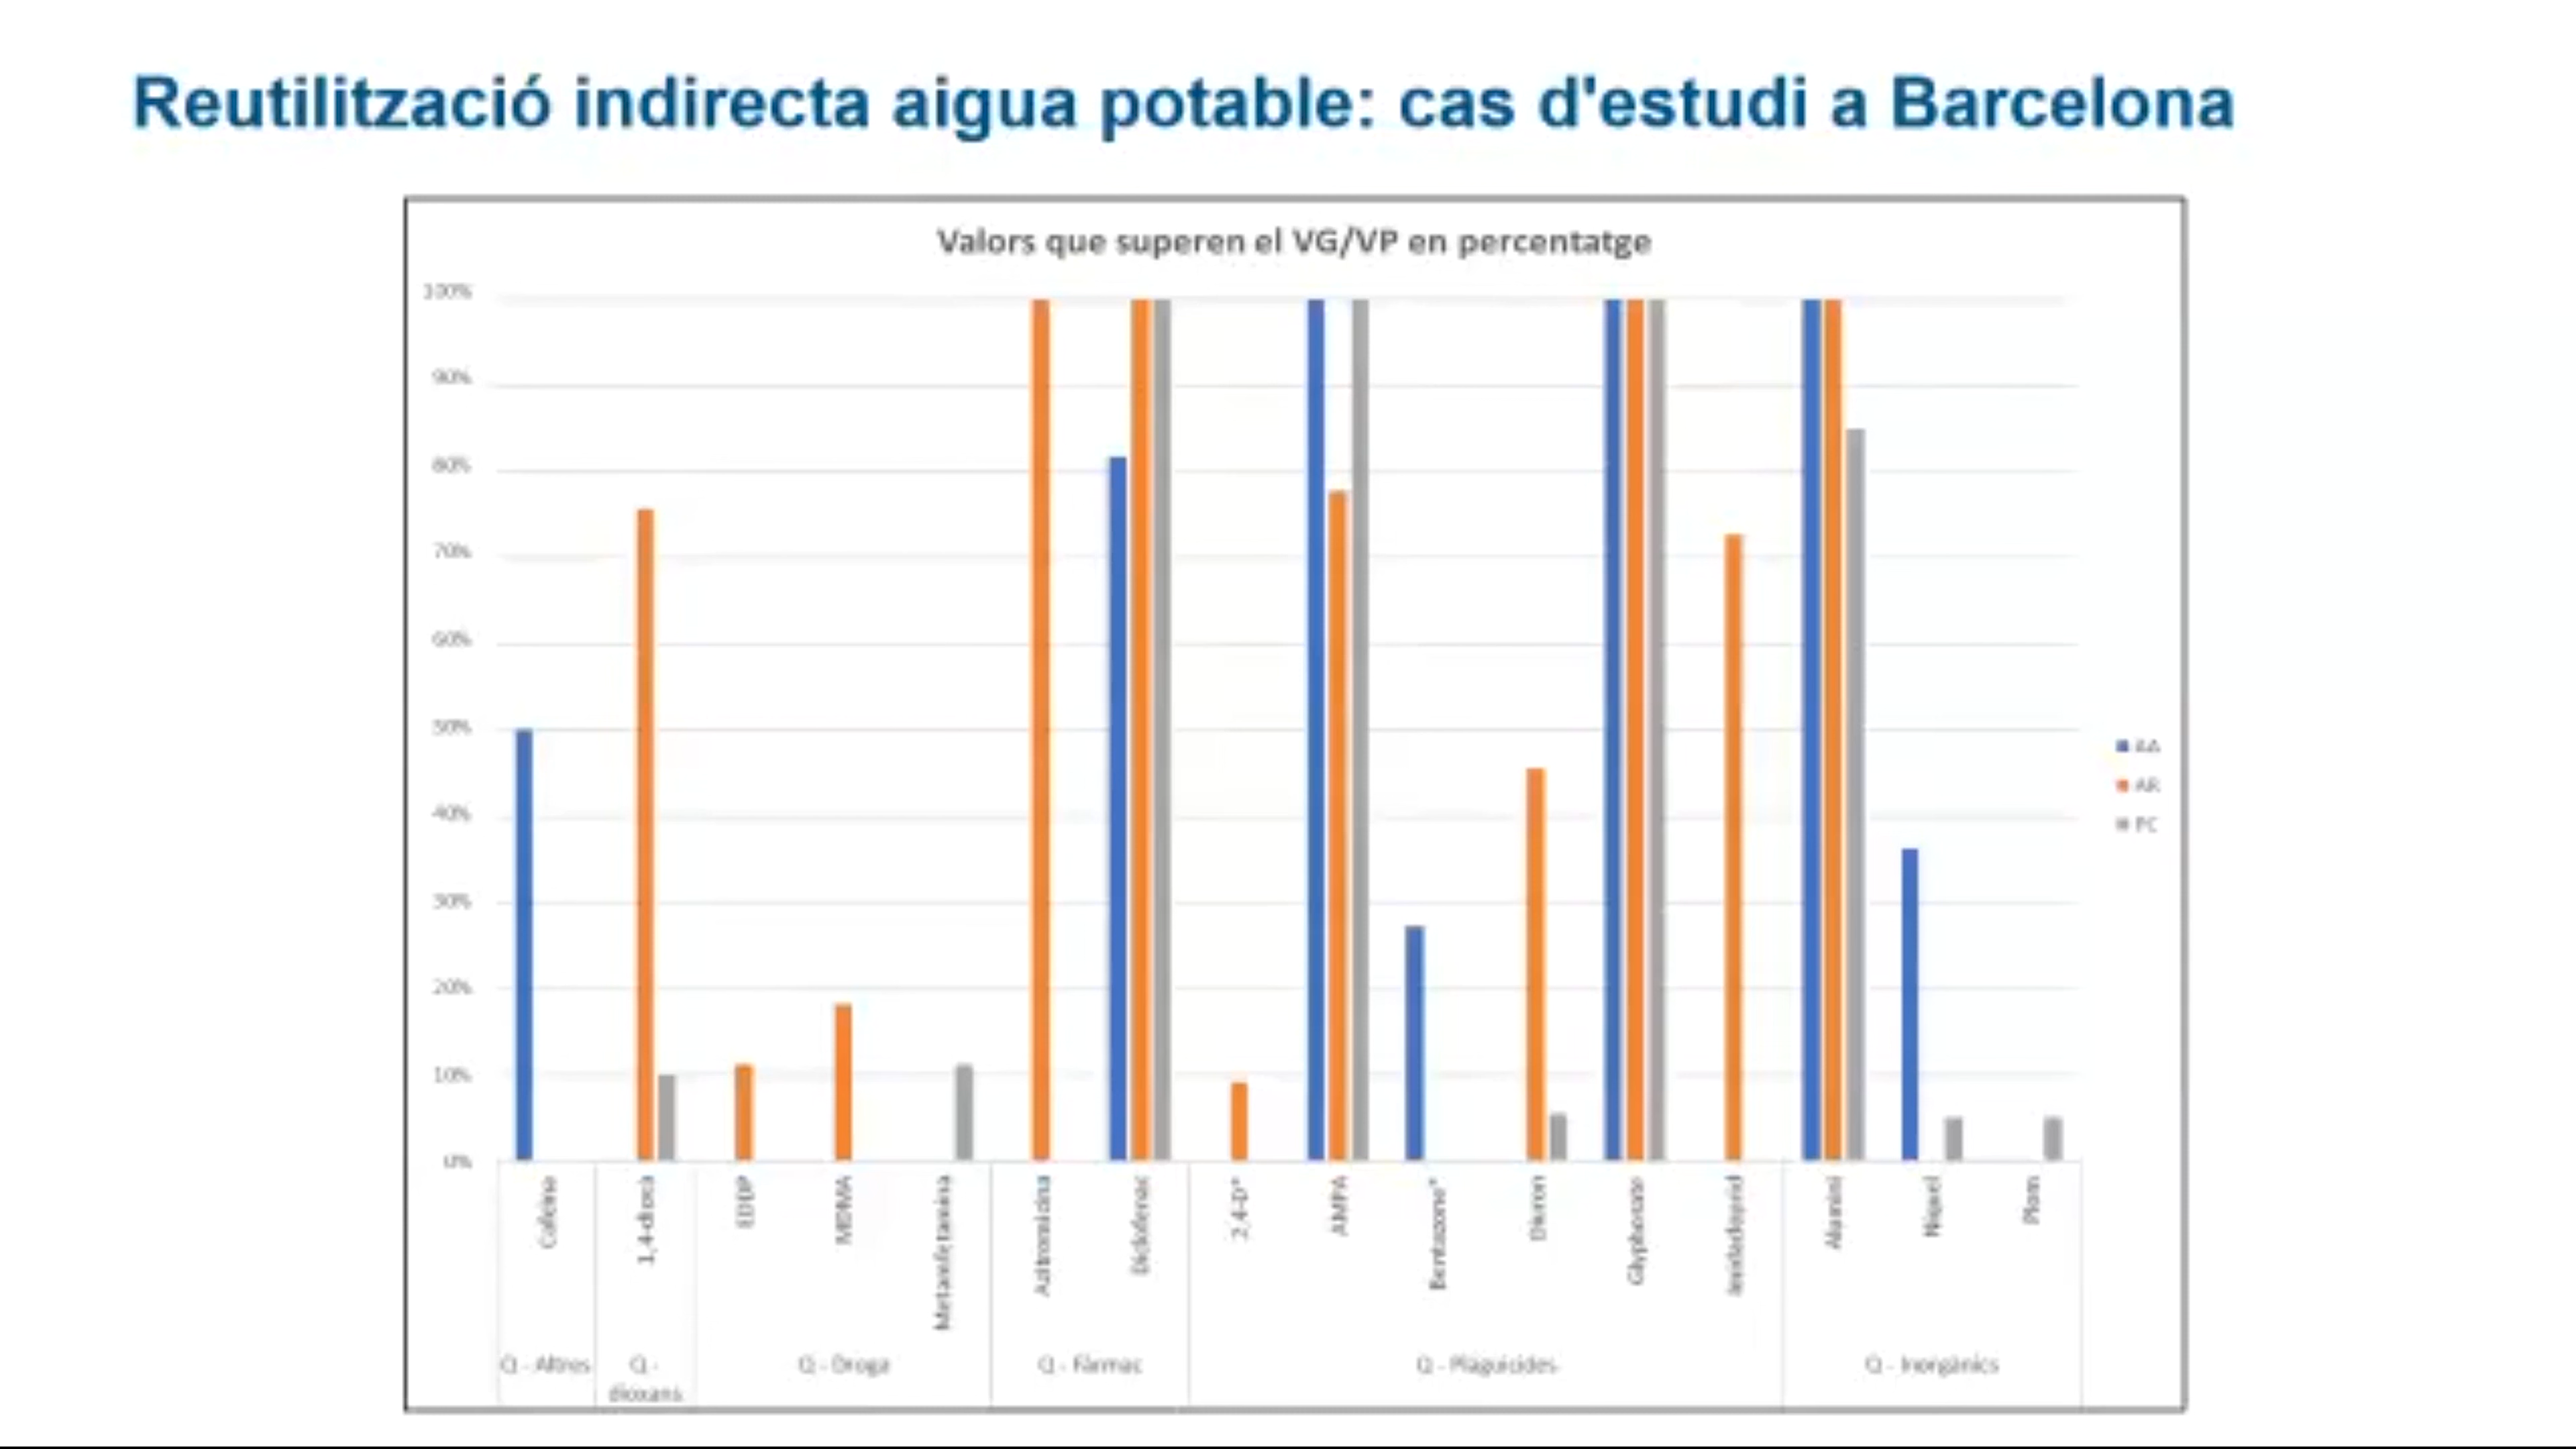 Reutilització indirecta aigua potable: cas d'estudi a Barcelona
Valors que superen el VG/VP en percentatge
100%
90%
80%
70%
60%
50%
40%
30%
20%
10%
0%
AA
AR
PC
Cafeïna
1,4-dioxà
EDDP
MDMA
Metamfetamina
Azitromicina
Diclofenac
2,4-D*
AMPA
Bentazone*
Diuron
Glyphosate
Imidacloprid
Alumini
Níquel
Plom
Q - Altres
Q -
dioxans
Q - Droga
Q - Fàrmac
Q - Plaguicides
Q - Inorgànics